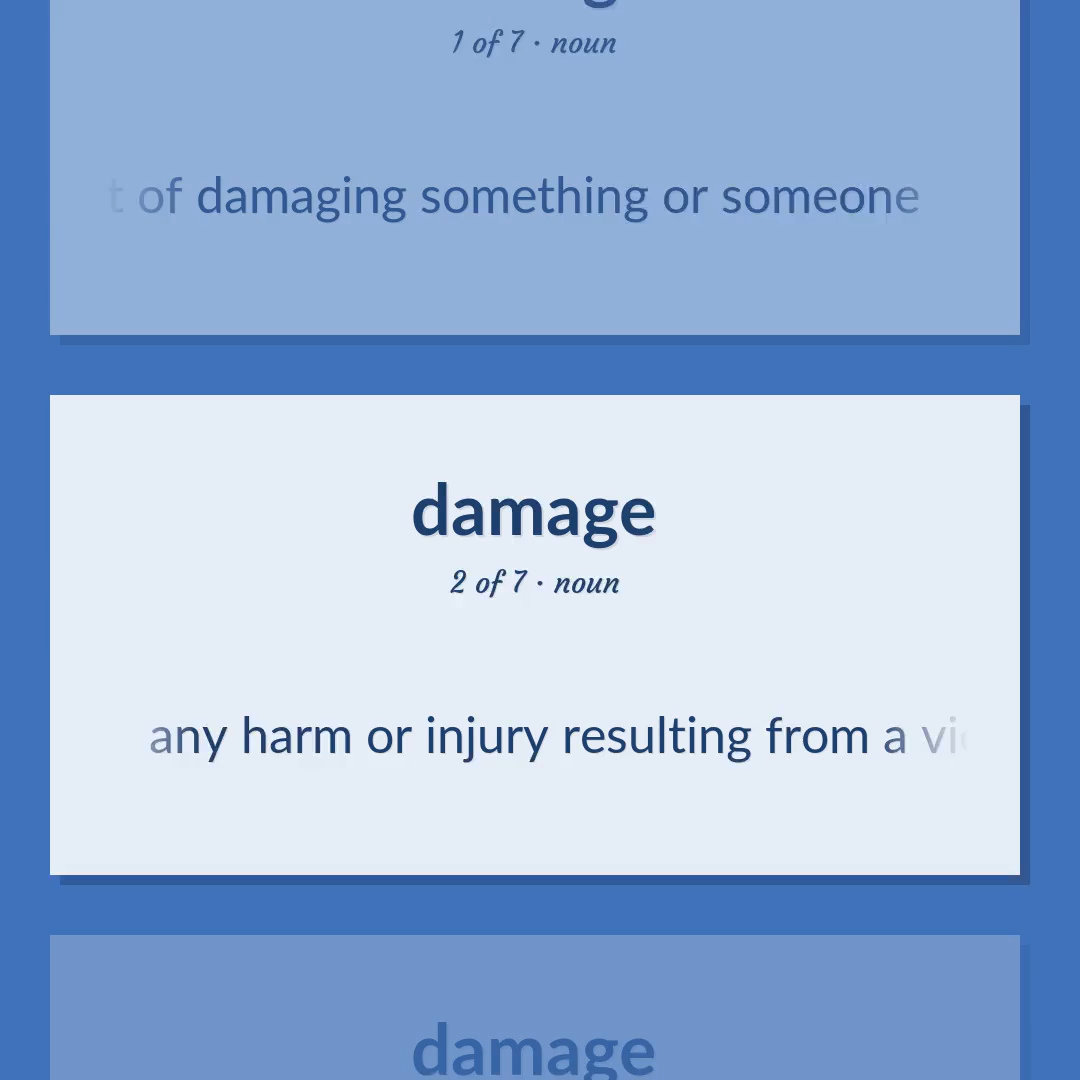 1 of 7 · noun
of damaging something or someone
damage
2 of 7 · noun
any harm or injury resulting from a
damage